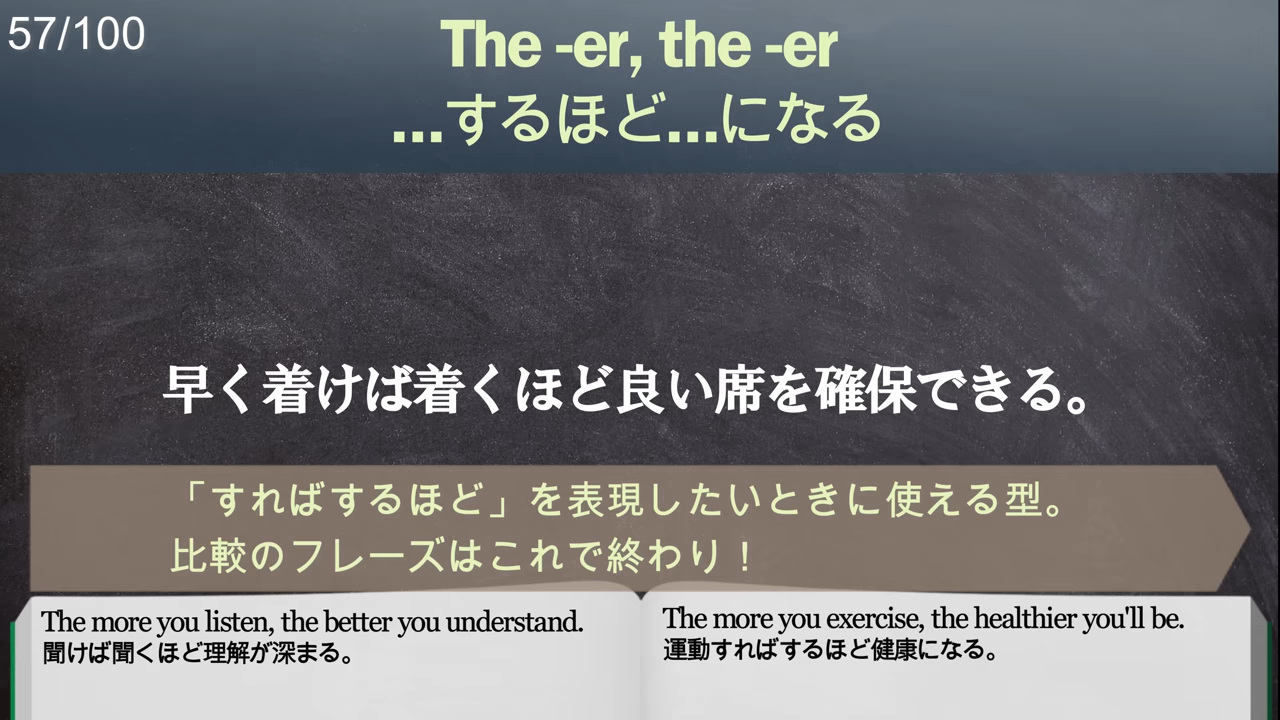 57/100
The -er, the -er
...するほど...になる
早く着けば着くほど良い席を確保できる。
「すればするほど」を表現したいときに使える型。
比較のフレーズはこれで終わり！
The more you listen, the better you understand.
聞けば聞くほど理解が深まる。
The more you exercise, the healthier you'll be.
運動すればするほど健康になる。